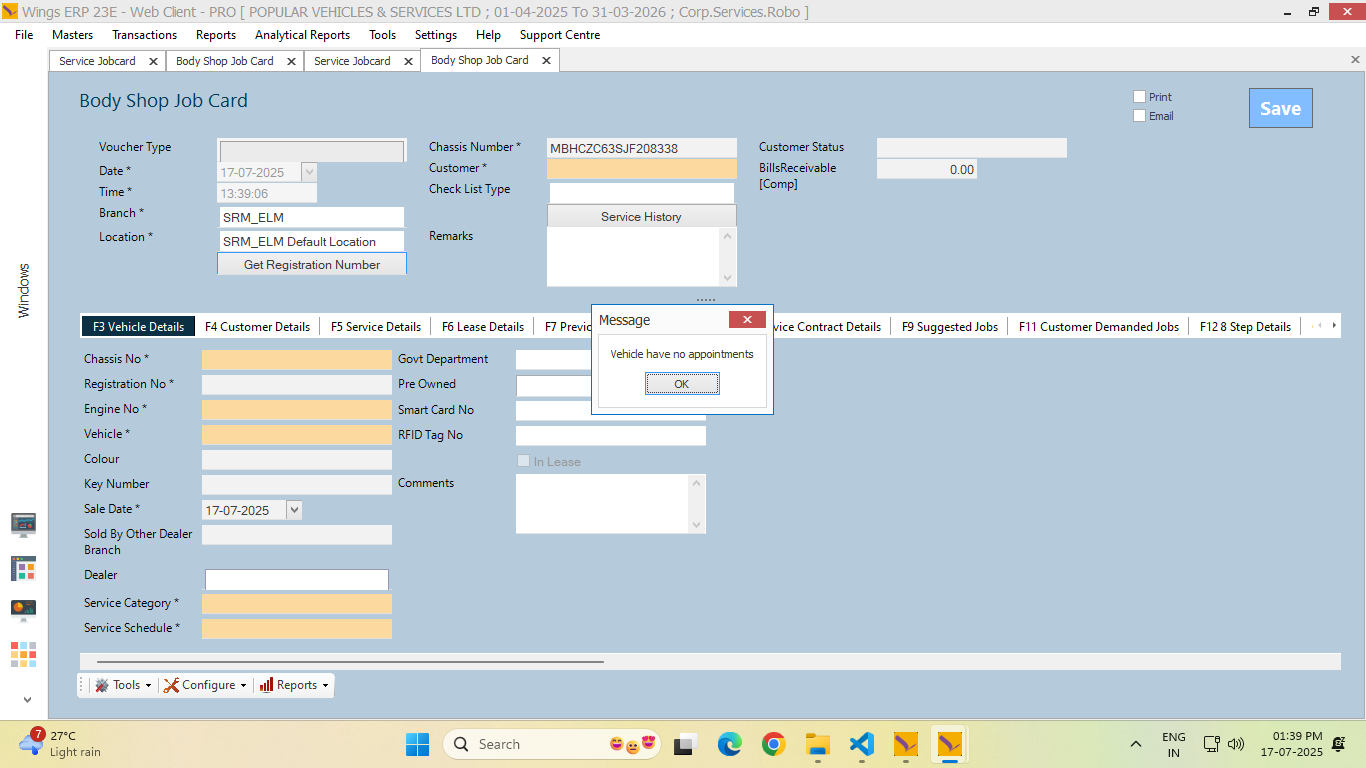 Wings ERP 23E - Web Client - PRO [ POPULAR VEHICLES & SERVICES LTD ; 01-04-2025 To 31-03-2026 ; Corp.Services.Robo ]
File Masters Transactions Reports Analytical Reports Tools Settings Help Support Centre
Service Jobcard Body Shop Job Card Service Jobcard Body Shop Job Card
Body Shop Job Card
Print
Email
Save
Voucher Type
Date *
17-07-2025
Time *
13:39:06
Branch *
SRM_ELM
Location *
SRM_ELM Default Location
Get Registration Number
Chassis Number *
MBHCZC63SJF208338
Customer *
Check List Type
Service History
Remarks
Customer Status
BillsReceivable
[Comp]
0.00
Windows
F3 Vehicle Details F4 Customer Details F5 Service Details F6 Lease Details F7 Previo vice Contract Details F9 Suggested Jobs F11 Customer Demanded Jobs F12 8 Step Details
Message
Vehicle have no appointments
OK
Chassis No *
Registration No *
Engine No *
Vehicle *
Colour
Key Number
Sale Date *
17-07-2025
Sold By Other Dealer
Branch
Dealer
Service Category *
Service Schedule *
Govt Department
Pre Owned
Smart Card No
RFID Tag No
In Lease
Comments
Tools Configure Reports
7
27°C
Light rain
Search
ENG
IN
01:39 PM
17-07-2025